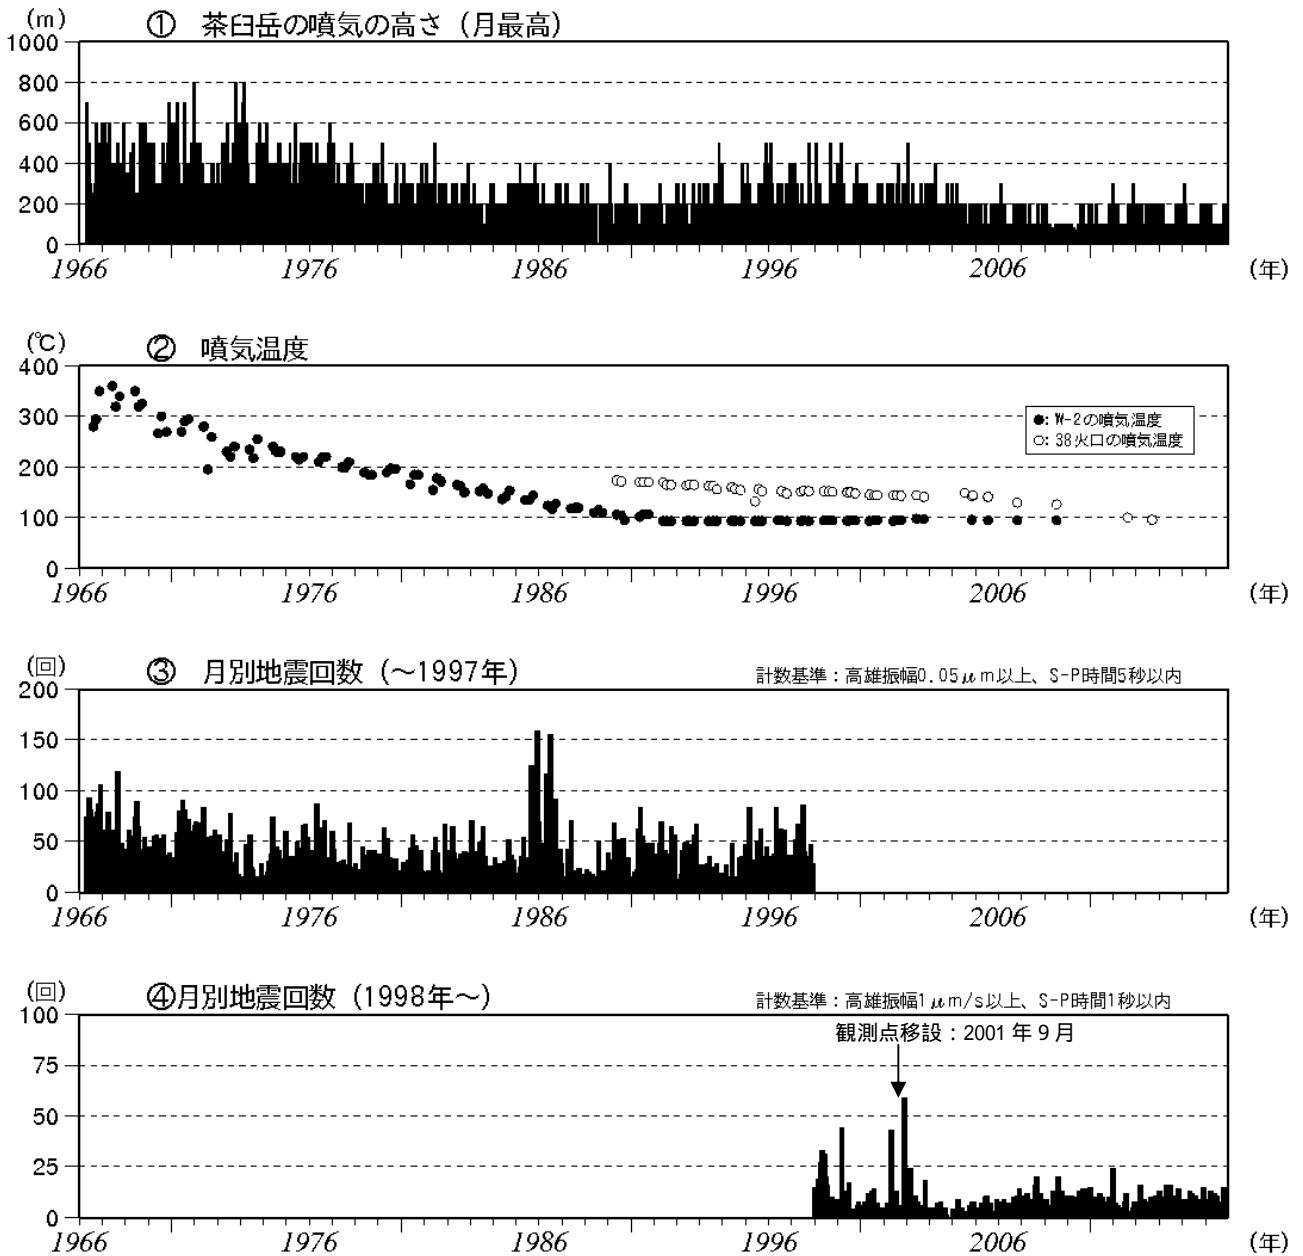 (m) ① 茶臼岳の噴気の高さ (月最高)
1000
800
600
400
200
0
1966 1976 1986 1996 2006 (年)
(℃) ② 噴気温度
400
300
200
100
0
●: W-2の噴気温度
○: 38火口の噴気温度
1966 1976 1986 1996 2006 (年)
(回) ③ 月別地震回数 (～1997年) 計数基準：高雄振幅0.05μm以上、S-P時間5秒以内
200
150
100
50
0
1966 1976 1986 1996 2006 (年)
(回) ④月別地震回数 (1998年～) 計数基準：高雄振幅1μm/s以上、S-P時間1秒以内
100
観測点移設：2001 年 9 月
75
50
25
0
1966 1976 1986 1996 2006 (年)